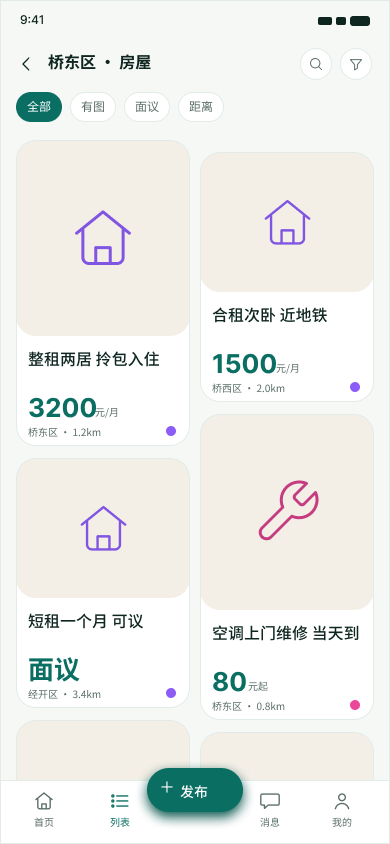 9:41
桥东区 · 房屋
全部 有图 面议 距离
整租两居 拎包入住
3200元/月
桥东区 · 1.2km
合租次卧 近地铁
1500元/月
桥西区 · 2.0km
短租一个月 可议
面议
经开区 · 3.4km
空调上门维修 当天到
80元起
桥东区 · 0.8km
首页 列表 发布 消息 我的